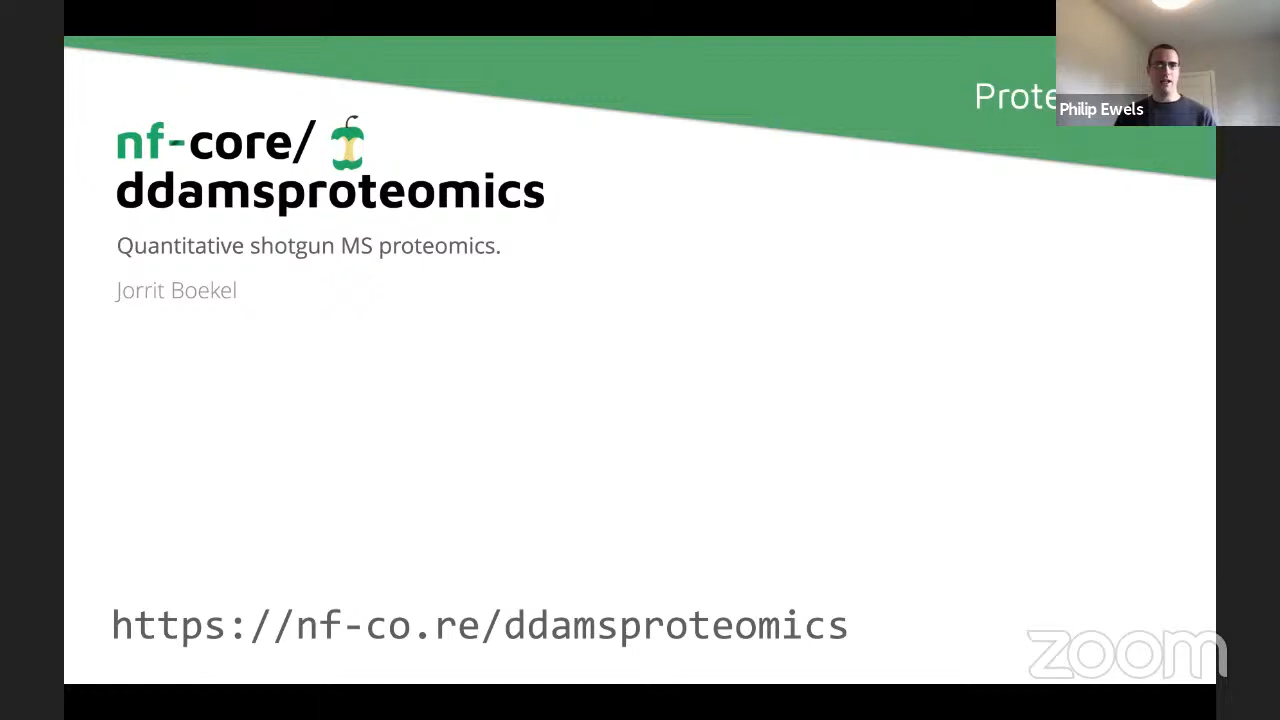 Prote
Philip Ewels
nf-core/
ddamsproteomics
Quantitative shotgun MS proteomics.
Jorrit Boekel
https://nf-co.re/ddamsproteomics
zoom